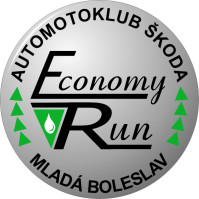 AUTOMOTOKLUB ŠKODA
Economy
Run
MLADÁ BOLESLAV